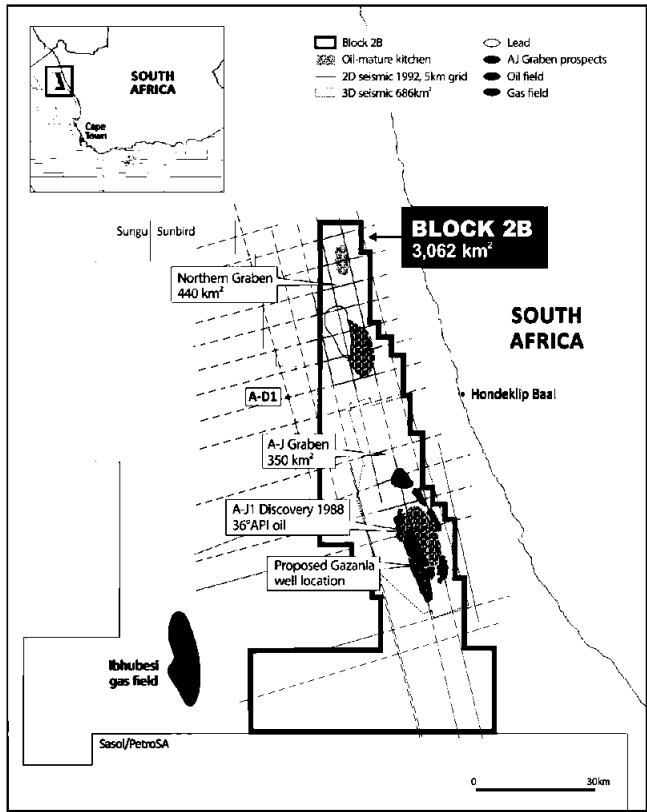 SOUTH
AFRICA
Cape
Town
Block 2B
Oil-mature kitchen
2D seismic 1992, 5km grid
3D seismic 686km²
Lead
AJ Graben prospects
Oil field
Gas field
Sungu Sunbird
BLOCK 2B
3,062 km²
Northern Graben
440 km²
SOUTH
AFRICA
A-D1
Hondeklip Baai
A-J Graben
350 km²
A-J1 Discovery 1988
36°API oil
Proposed Gazania
well location
Ibhubesi
gas field
Sasol/PetroSA
0 30km